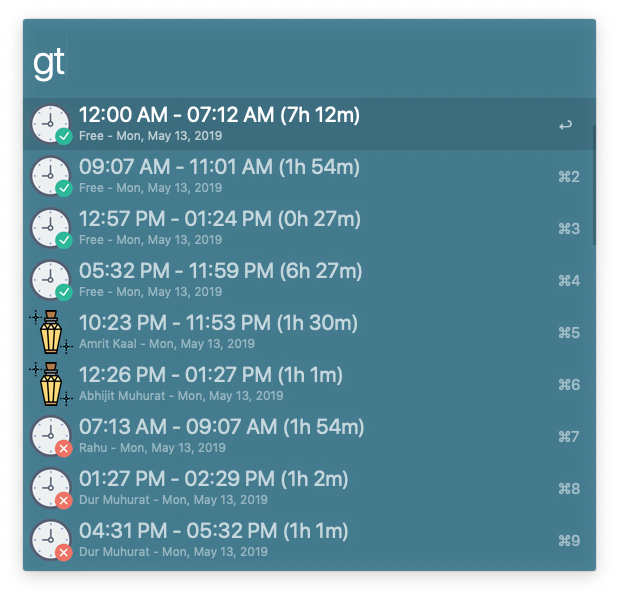 gt
12:00 AM - 07:12 AM (7h 12m)
Free - Mon, May 13, 2019
↩
09:07 AM - 11:01 AM (1h 54m)
Free - Mon, May 13, 2019
⌘2
12:57 PM - 01:24 PM (0h 27m)
Free - Mon, May 13, 2019
⌘3
05:32 PM - 11:59 PM (6h 27m)
Free - Mon, May 13, 2019
⌘4
10:23 PM - 11:53 PM (1h 30m)
Amrit Kaal - Mon, May 13, 2019
⌘5
12:26 PM - 01:27 PM (1h 1m)
Abhijit Muhurat - Mon, May 13, 2019
⌘6
07:13 AM - 09:07 AM (1h 54m)
Rahu - Mon, May 13, 2019
⌘7
01:27 PM - 02:29 PM (1h 2m)
Dur Muhurat - Mon, May 13, 2019
⌘8
04:31 PM - 05:32 PM (1h 1m)
Dur Muhurat - Mon, May 13, 2019
⌘9